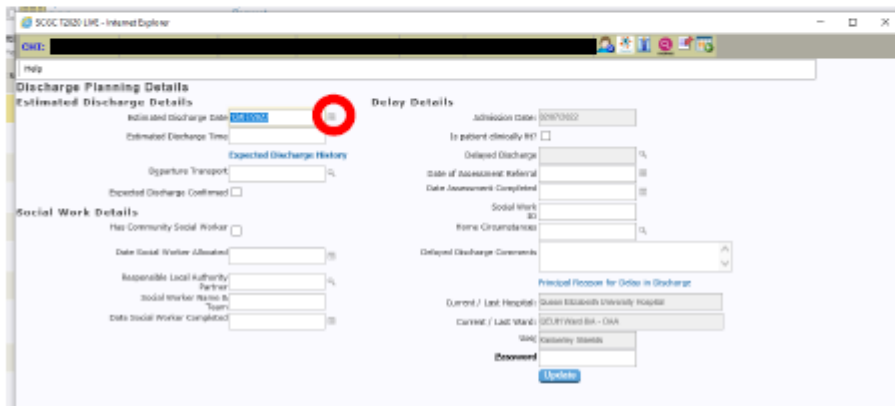 SCGC T2020 LIVE - Internet Explorer
CHI:
Help
Discharge Planning Details
Estimated Discharge Details
Estimated Discharge Date
Estimated Discharge Time
Expected Discharge History
Departure Transport
Expected Discharge Confirmed
Social Work Details
Has Community Social Worker
Date Social Worker Allocated
Responsible Local Authority
Partner
Social Worker Name &
Team
Date Social Worker Completed
Delay Details
Admission Date:
Is patient clinically fit?
Delayed Discharge
Date of Assessment Referral
Date Assessment Completed
Social Work
ID
Home Circumstances
Delayed Discharge Comments
Principal Reason for Delay in Discharge
Current / Last Hospital: Queen Elizabeth University Hospital
Current / Last Ward: QEUH Ward
Password
Update